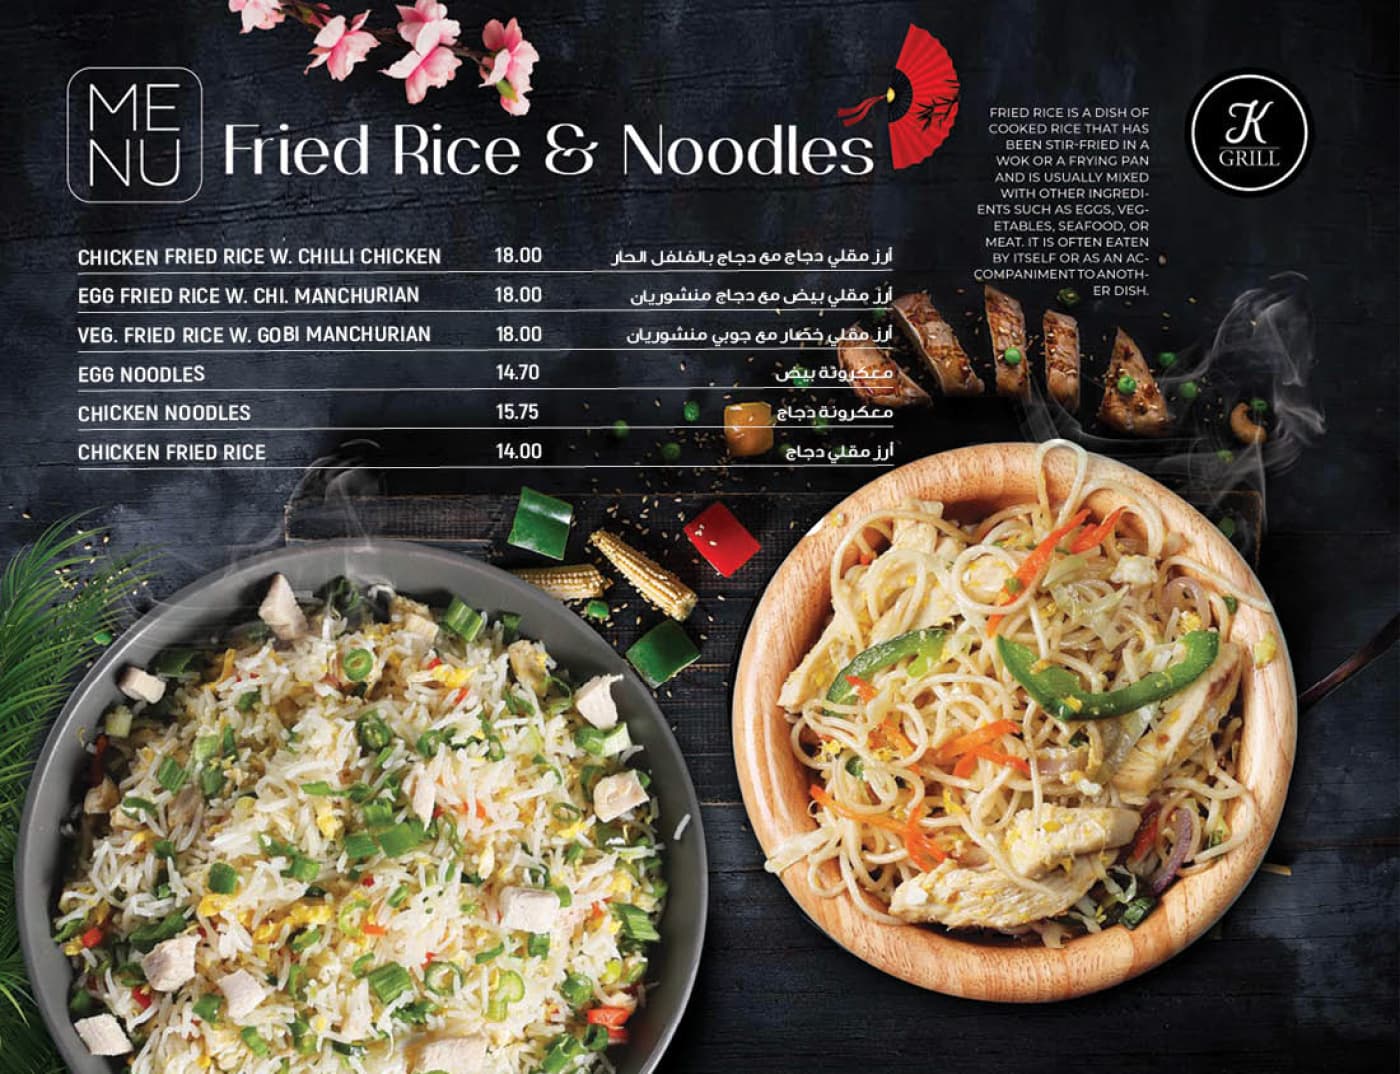 ME
NU
Fried Rice & Noodles
FRIED RICE IS A DISH OF
COOKED RICE THAT HAS
BEEN STIR-FRIED IN A
WOK OR A FRYING PAN
AND IS USUALLY MIXED
WITH OTHER INGREDI-
ENTS SUCH AS EGGS, VEG-
ETABLES, SEAFOOD, OR
MEAT. IT IS OFTEN EATEN
BY ITSELF OR AS AN AC-
COMPANIMENT TO ANOTH-
ER DISH.
K
GRILL
CHICKEN FRIED RICE W. CHILLI CHICKEN 18.00 أرز مقلي دجاج مع دجاج بالفلفل الحار
EGG FRIED RICE W. CHI. MANCHURIAN 18.00 أرز مقلي بيض مع دجاج منشوريان
VEG. FRIED RICE W. GOBI MANCHURIAN 18.00 أرز مقلي خضار مع جوبي منشوريان
EGG NOODLES 14.70 معكرونة بيض
CHICKEN NOODLES 15.75 معكرونة دجاج
CHICKEN FRIED RICE 14.00 أرز مقلي دجاج